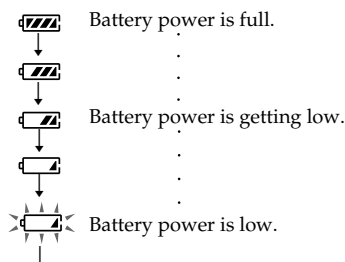 Battery power is full.
Battery power is getting low.
Battery power is low.